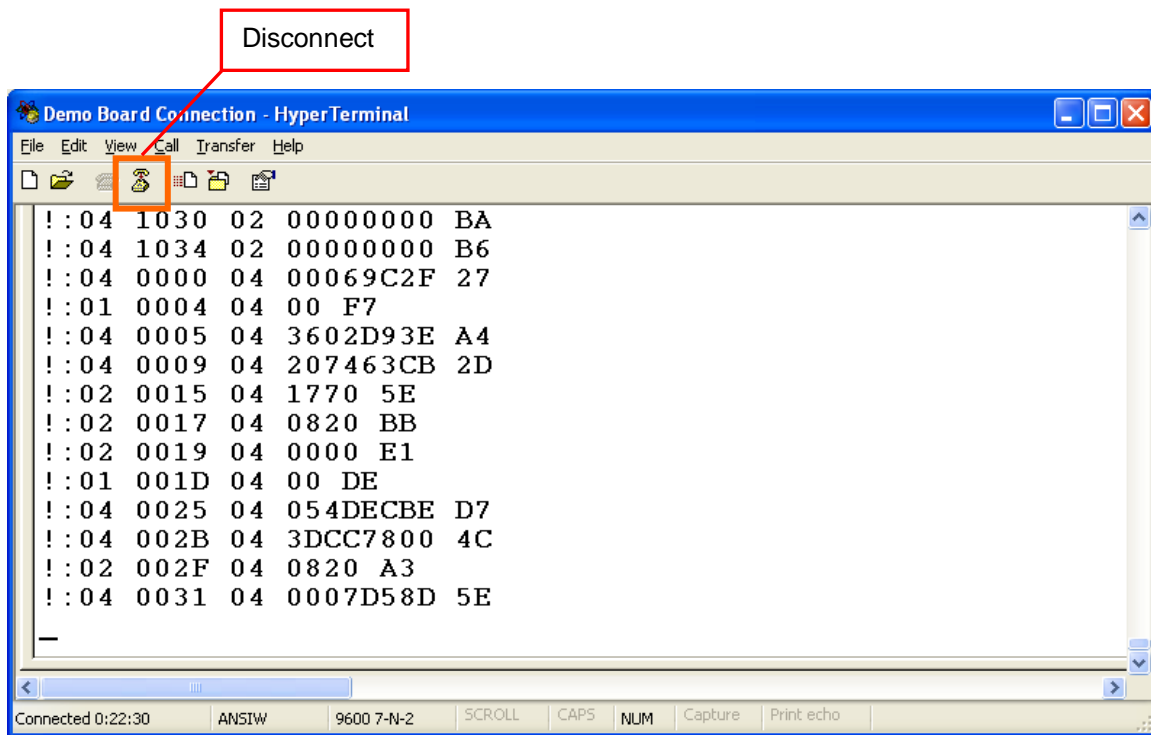 Disconnect
Demo Board Connection - HyperTerminal
File Edit View Call Transfer Help
!:04 1030 02 00000000 BA
!:04 1034 02 00000000 B6
!:04 0000 04 00069C2F 27
!:01 0004 04 00 F7
!:04 0005 04 3602D93E A4
!:04 0009 04 207463CB 2D
!:02 0015 04 1770 5E
!:02 0017 04 0820 BB
!:02 0019 04 0000 E1
!:01 001D 04 00 DE
!:04 0025 04 054DECBE D7
!:04 002B 04 3DCC7800 4C
!:02 002F 04 0820 A3
!:04 0031 04 0007D58D 5E
_
Connected 0:22:30 ANSIW 9600 7-N-2 SCROLL CAPS NUM Capture Print echo